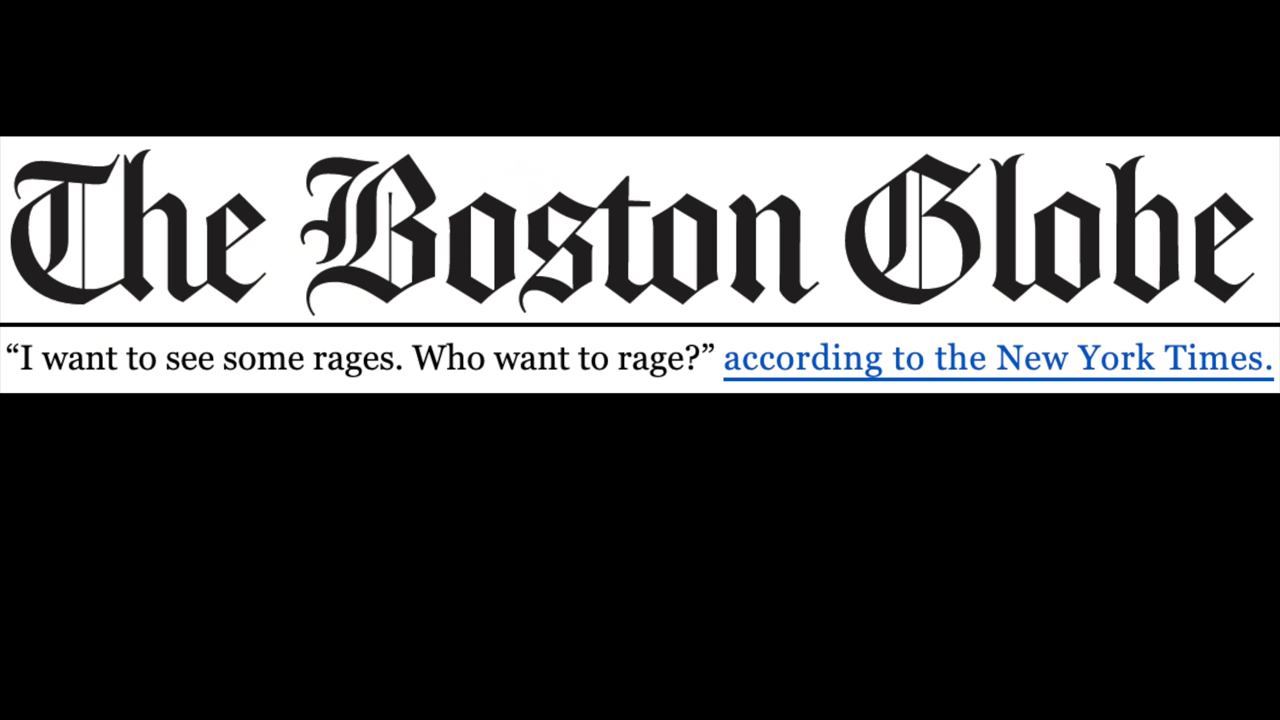 The Boston Globe
“I want to see some rages. Who want to rage?” according to the New York Times.